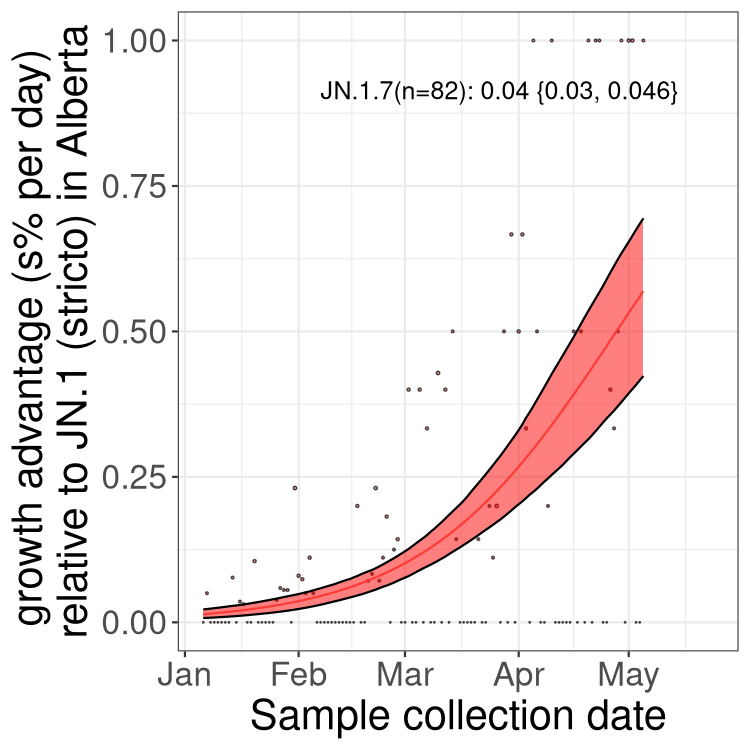 growth advantage (s% per day)
relative to JN.1 (stricto) in Alberta
1.00
0.75
0.50
0.25
0.00
JN.1.7(n=82): 0.04 {0.03, 0.046}
Jan Feb Mar Apr May
Sample collection date